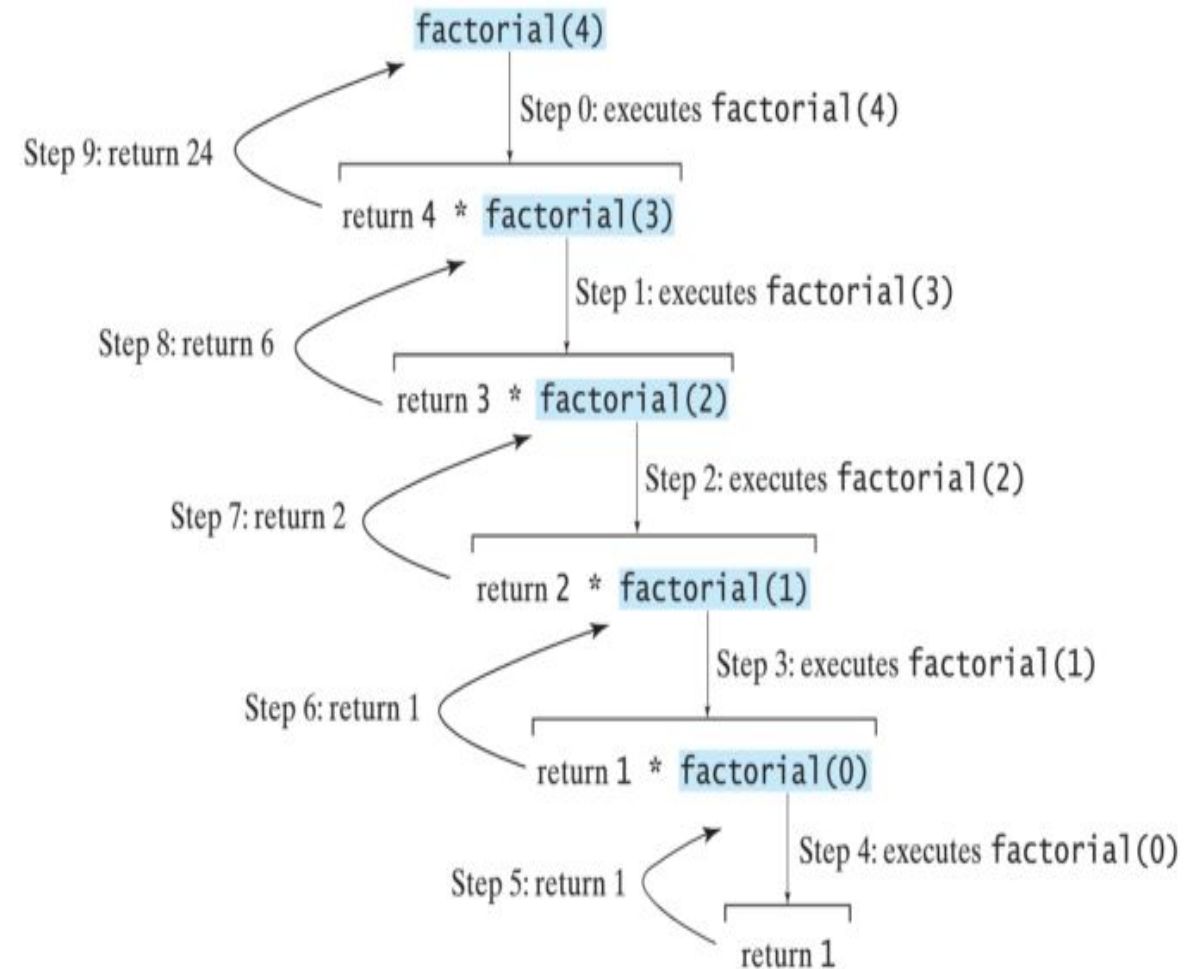 factorial(4)
Step 0: executes factorial(4)
Step 9: return 24
return 4 * factorial(3)
Step 1: executes factorial(3)
Step 8: return 6
return 3 * factorial(2)
Step 2: executes factorial(2)
Step 7: return 2
return 2 * factorial(1)
Step 3: executes factorial(1)
Step 6: return 1
return 1 * factorial(0)
Step 4: executes factorial(0)
Step 5: return 1
return 1